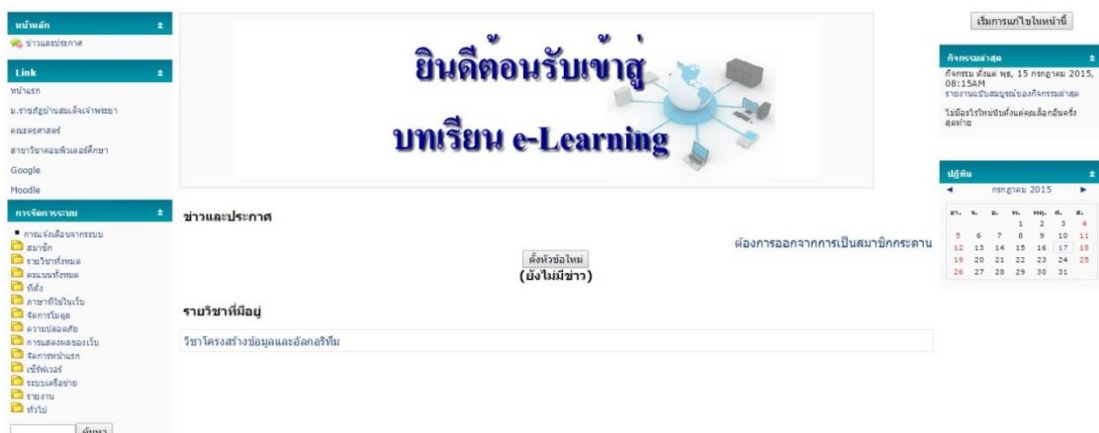 หน้าหลัก
ข่าวและประกาศ
Link
หน้าแรก
ม.ราชภัฏบ้านสมเด็จเจ้าพระยา
คณะครุศาสตร์
สาขาวิชาคอมพิวเตอร์ศึกษา
Google
Moodle
การจัดการระบบ
การแจ้งเตือนจากระบบ
สมาชิก
รายวิชาทั้งหมด
คะแนนทั้งหมด
ที่ตั้ง
ภาษาที่ใช้ในเว็บ
จัดการโมดูล
ความปลอดภัย
การแสดงผลของเว็บ
จัดการหน้าแรก
เซิร์ฟเวอร์
ระบบเครือข่าย
รายงาน
ทั่วไป
ค้นหา
ยินดีต้อนรับเข้าสู่
บทเรียน e-Learning
ข่าวและประกาศ
ต้องการออกจากการเป็นสมาชิกกระดาน
ตั้งหัวข้อใหม่
(ยังไม่มีข่าว)
รายวิชาที่มีอยู่
วิชาโครงสร้างข้อมูลและอัลกอริทึ่ม
เริ่มการแก้ไขในหน้านี้
กิจกรรมล่าสุด
กิจกรรม ตั้งแต่ พุธ, 15 กรกฎาคม 2015,
08:15AM
รายงานฉบับสมบูรณ์ของกิจกรรมล่าสุด
ไม่มีอะไรใหม่นับตั้งแต่คุณล็อกอินครั้ง
สุดท้าย
ปฏิทิน
◄ กรกฎาคม 2015 ►
อา. จ. อ. พ. พฤ. ศ. ส.
1 2 3 4
5 6 7 8 9 10 11
12 13 14 15 16 17 18
19 20 21 22 23 24 25
26 27 28 29 30 31